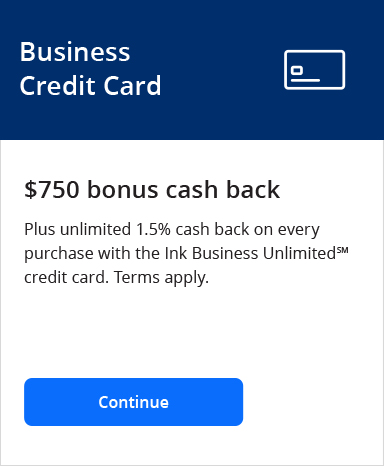 Business
Credit Card
$750 bonus cash back
Plus unlimited 1.5% cash back on every
purchase with the Ink Business Unlimited℠
credit card. Terms apply.
Continue